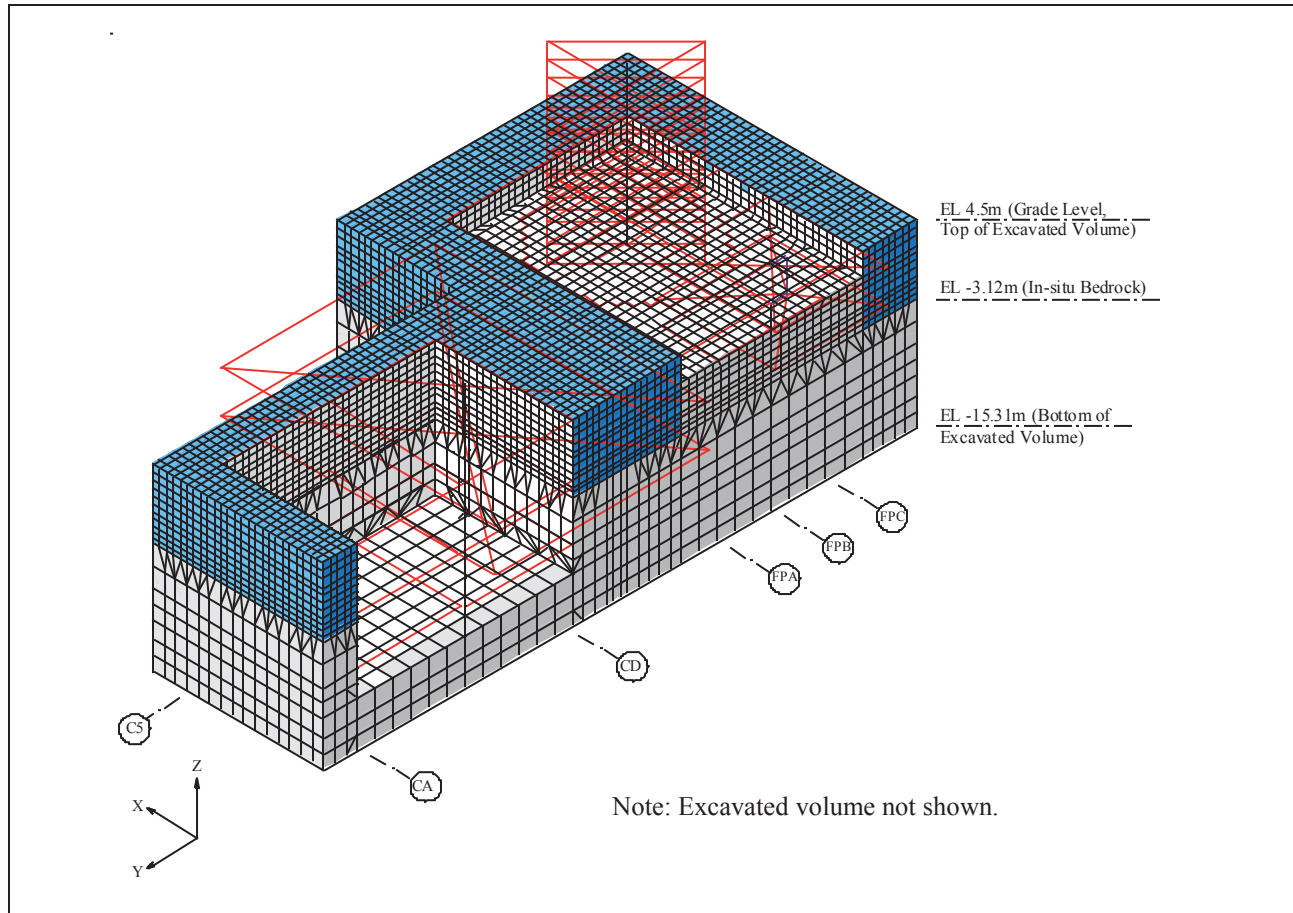 EL 4.5m (Grade Level,
Top of Excavated Volume)
EL -3.12m (In-situ Bedrock)
EL -15.31m (Bottom of
Excavated Volume)
FPC
FPB
FPA
CD
C5
CA
Z
X
Y
Note: Excavated volume not shown.